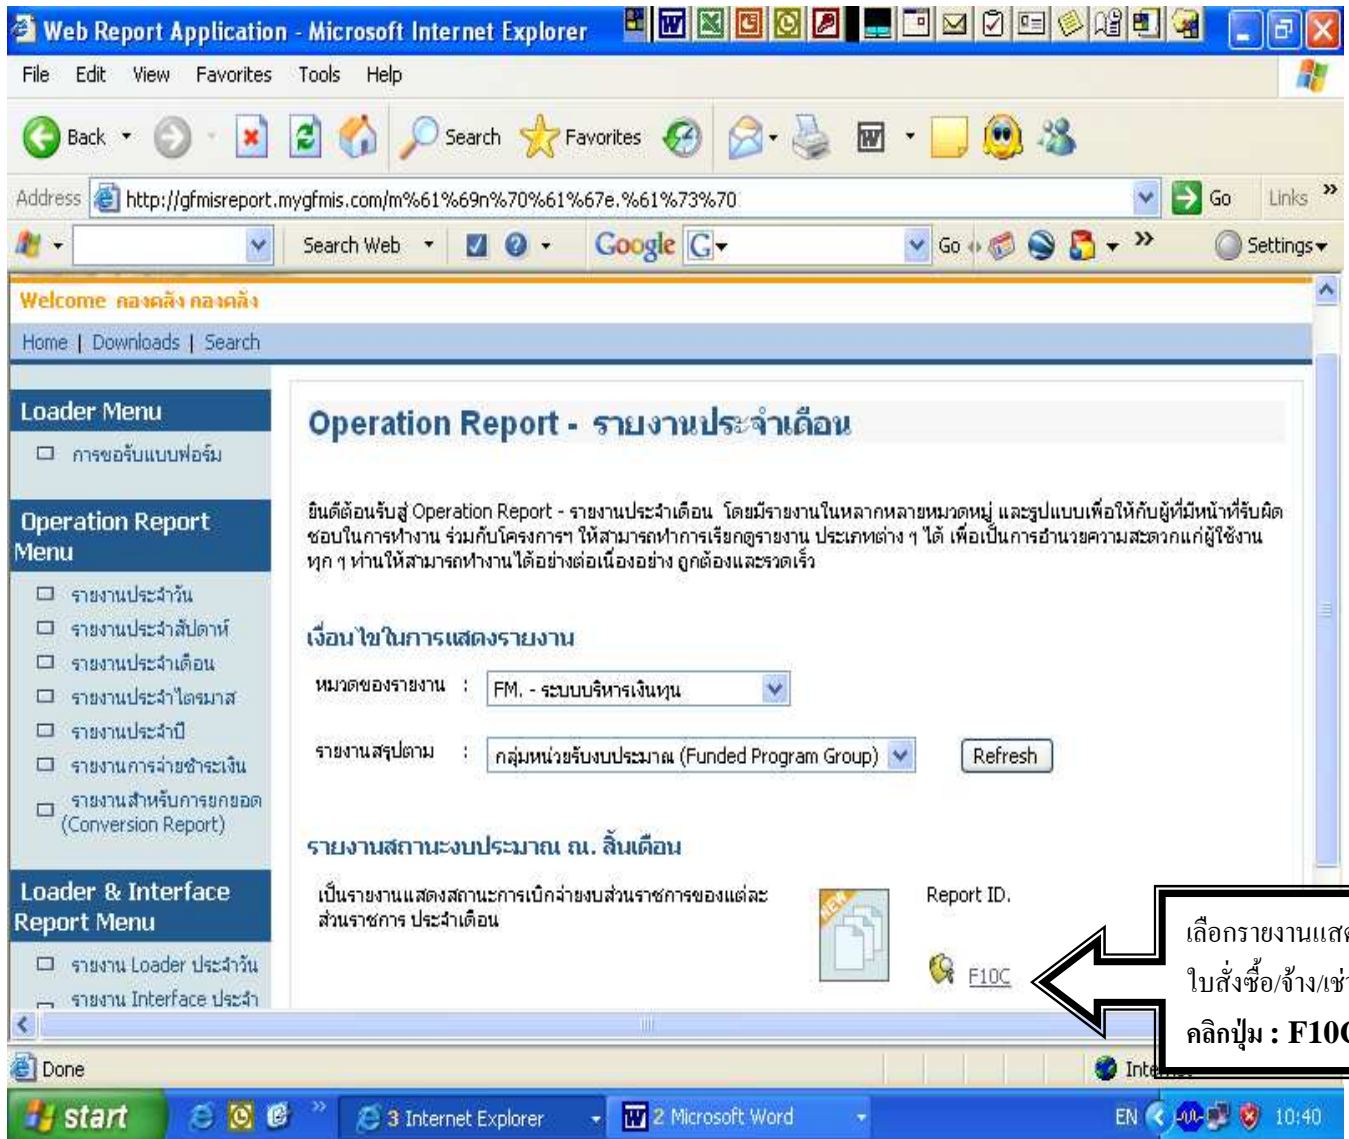 Web Report Application - Microsoft Internet Explorer
File Edit View Favorites Tools Help
Back Search Favorites
Address http://gfmisreport.mygfmis.com/m%61%69n%70%61%67e.%61%73%70 Go Links »
Search Web Google G Go » Settings
Welcome กองคลัง กองคลัง
Home | Downloads | Search
Loader Menu
การขอรับแบบฟอร์ม
Operation Report
Menu
รายงานประจำวัน
รายงานประจำสัปดาห์
รายงานประจำเดือน
รายงานประจำไตรมาส
รายงานประจำปี
รายงานการจ่ายชำระเงิน
รายงานสำหรับการยกยอด
(Conversion Report)
Loader & Interface
Report Menu
รายงาน Loader ประจำวัน
รายงาน Interface ประจำ
Operation Report - รายงานประจำเดือน
ยินดีต้อนรับสู่ Operation Report - รายงานประจำเดือน โดยมีรายงานในหลากหลายหมวดหมู่ และรูปแบบเพื่อให้กับผู้ที่มีหน้าที่รับผิด
ชอบในการทำงาน ร่วมกับโครงการฯ ให้สามารถทำการเรียกดูรายงาน ประเภทต่าง ๆ ได้ เพื่อเป็นการอำนวยความสะดวกแก่ผู้ใช้งาน
ทุก ๆ ท่านให้สามารถทำงานได้อย่างต่อเนื่องอย่าง ถูกต้องและรวดเร็ว
เงื่อนไขในการแสดงรายงาน
หมวดของรายงาน : FM. - ระบบบริหารเงินทุน
รายงานสรุปตาม : กลุ่มหน่วยรับงบประมาณ (Funded Program Group) Refresh
รายงานสถานะงบประมาณ ณ. สิ้นเดือน
เป็นรายงานแสดงสถานะการเบิกจ่ายงบส่วนราชการของแต่ละ
ส่วนราชการ ประจำเดือน
NEW
Report ID.
F10C
เลือกรายงานแสด
ใบสั่งซื้อ/จ้าง/เช่า
คลิกปุ่ม : F10C
Done
start 3 Internet Explorer 2 Microsoft Word EN 10:40